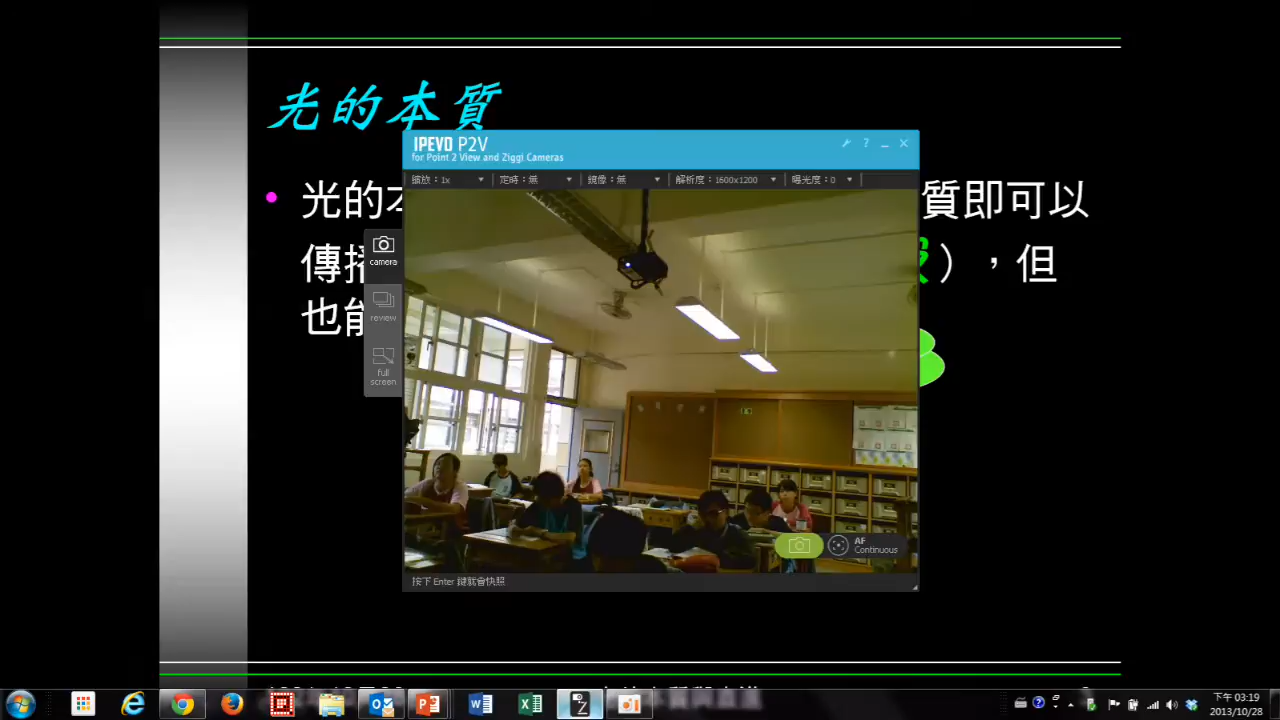 光的本質
IPEVO P2V
for Point 2 View and Ziggi Cameras
縮放：1x 定時：無 鏡像：無 解析度：1600x1200 曝光度：0
光的 質即可以
camera
傳播 ），但
review
也能
full
screen
AF
Continuous
按下 Enter 鍵就會快照
下午 03:19
2013/10/28